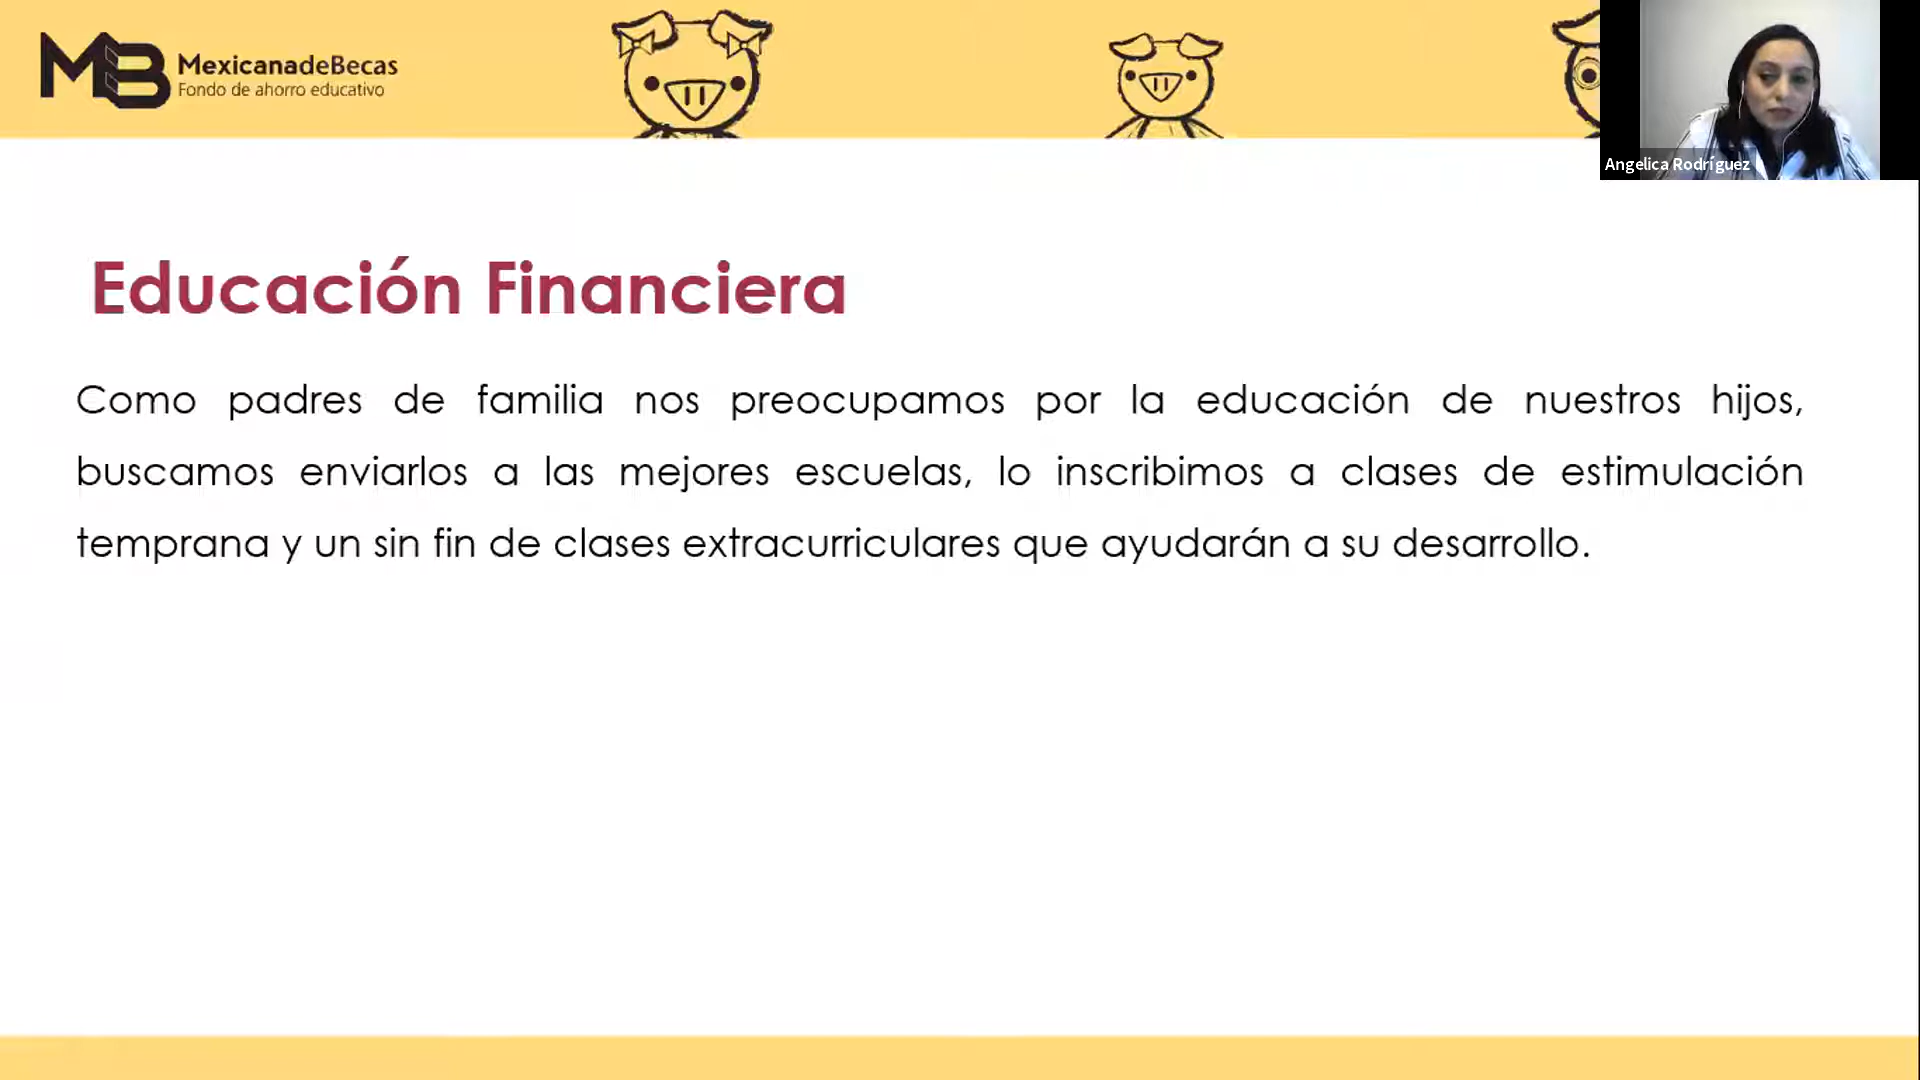 MB MexicanadeBecas
Fondo de ahorro educativo
Angelica Rodríguez
Educación Financiera
Como padres de familia nos preocupamos por la educación de nuestros hijos,
buscamos enviarlos a las mejores escuelas, lo inscribimos a clases de estimulación
temprana y un sin fin de clases extracurriculares que ayudarán a su desarrollo.